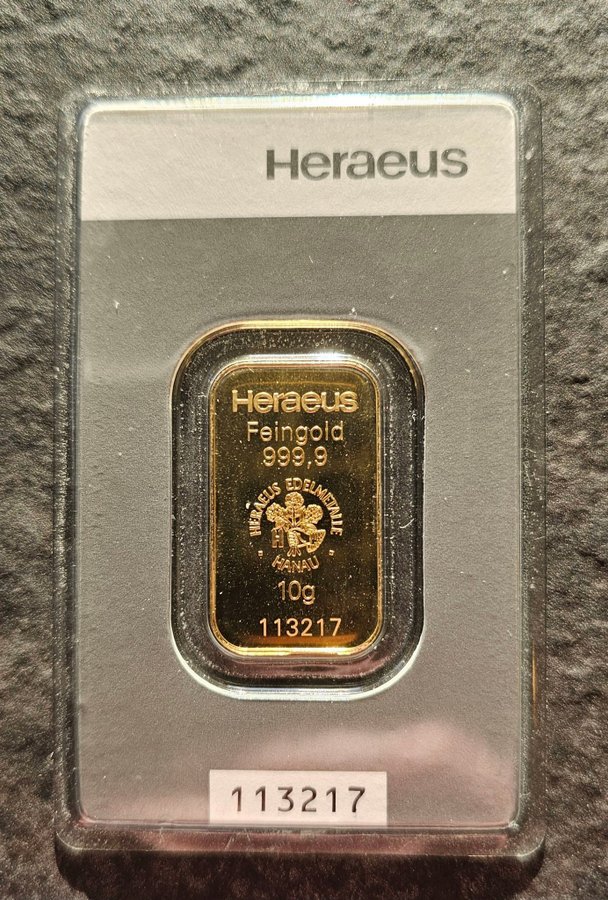 Heraeus
Heraeus
Feingold
999,9
HERAEUS EDELMETALLE
H
HANAU
10g
113217
113217